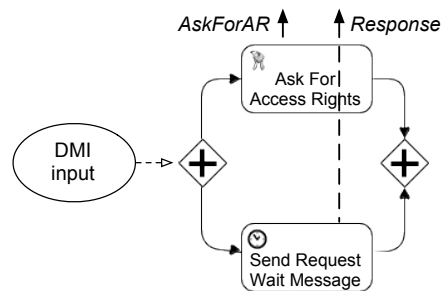 AskForAR
Response
Ask For
Access Rights
DMI
input
Send Request
Wait Message